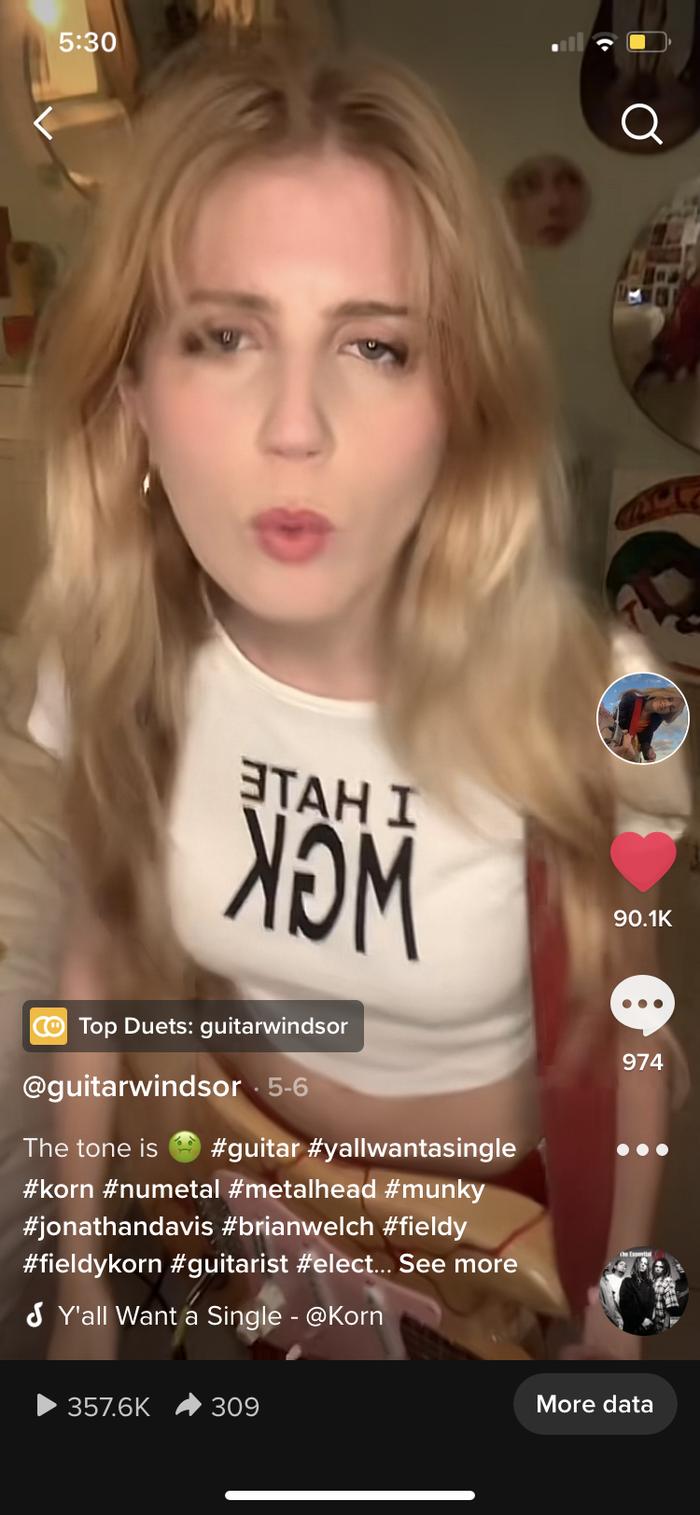 5:30
I HATE
MGK
90.1K
974
Top Duets: guitarwindsor
@guitarwindsor · 5-6
The tone is 🤢 #guitar #yallwantasingle
#korn #numetal #metalhead #munky
#jonathandavis #brianwelch #fieldy
#fieldykorn #guitarist #elect... See more
The Essential
Y'all Want a Single - @Korn
357.6K
309
More data